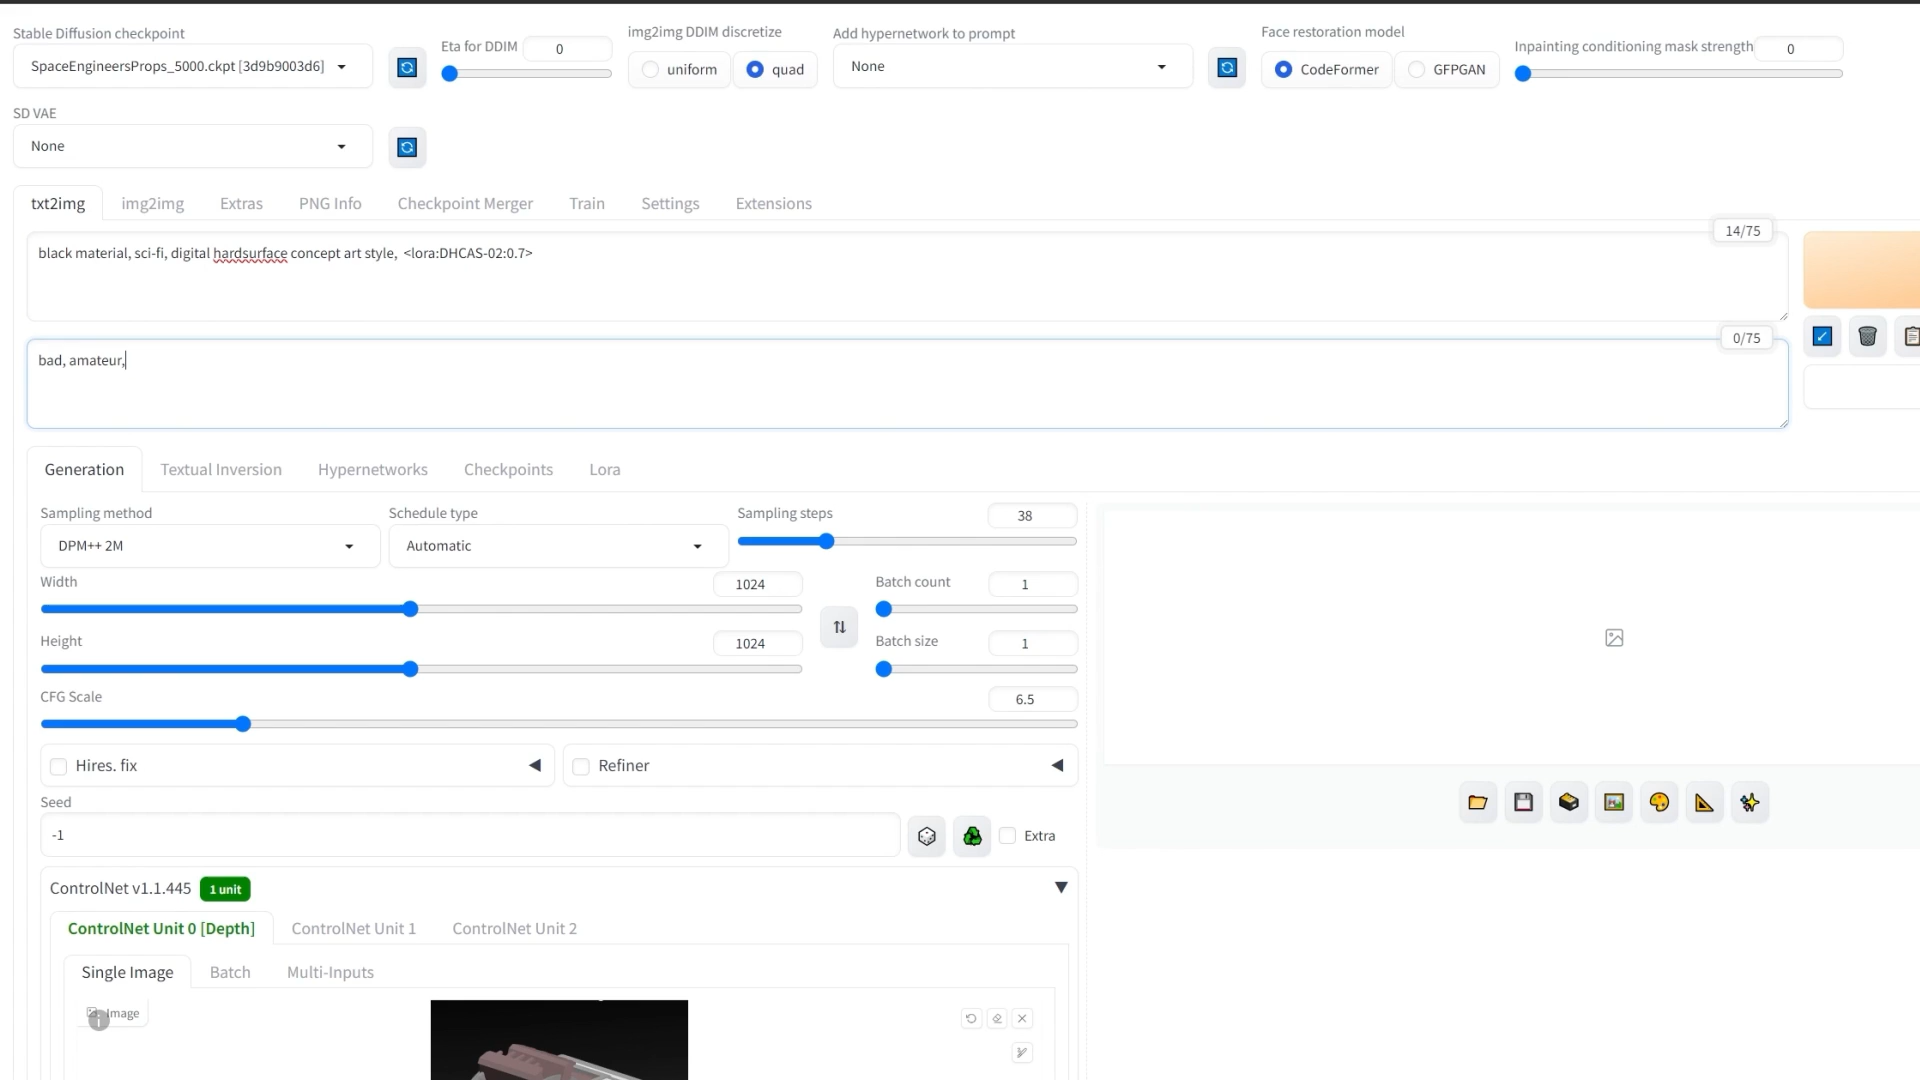 Stable Diffusion checkpoint
SpaceEngineersProps_5000.ckpt [3d9b9003d6]
Eta for DDIM 0
img2img DDIM discretize
uniform quad
Add hypernetwork to prompt
None
Face restoration model
CodeFormer GFPGAN
Inpainting conditioning mask strength 0
SD VAE
None
txt2img img2img Extras PNG Info Checkpoint Merger Train Settings Extensions
14/75
black material, sci-fi, digital hardsurface concept art style, <lora:DHCAS-02:0.7>
0/75
bad, amateur,
Generation Textual Inversion Hypernetworks Checkpoints Lora
Sampling method
DPM++ 2M
Schedule type
Automatic
Sampling steps 38
Width 1024
Batch count 1
Height 1024
Batch size 1
CFG Scale 6.5
Hires. fix Refiner
Seed
-1
Extra
ControlNet v1.1.445 1 unit
ControlNet Unit 0 [Depth] ControlNet Unit 1 ControlNet Unit 2
Single Image Batch Multi-Inputs
Image